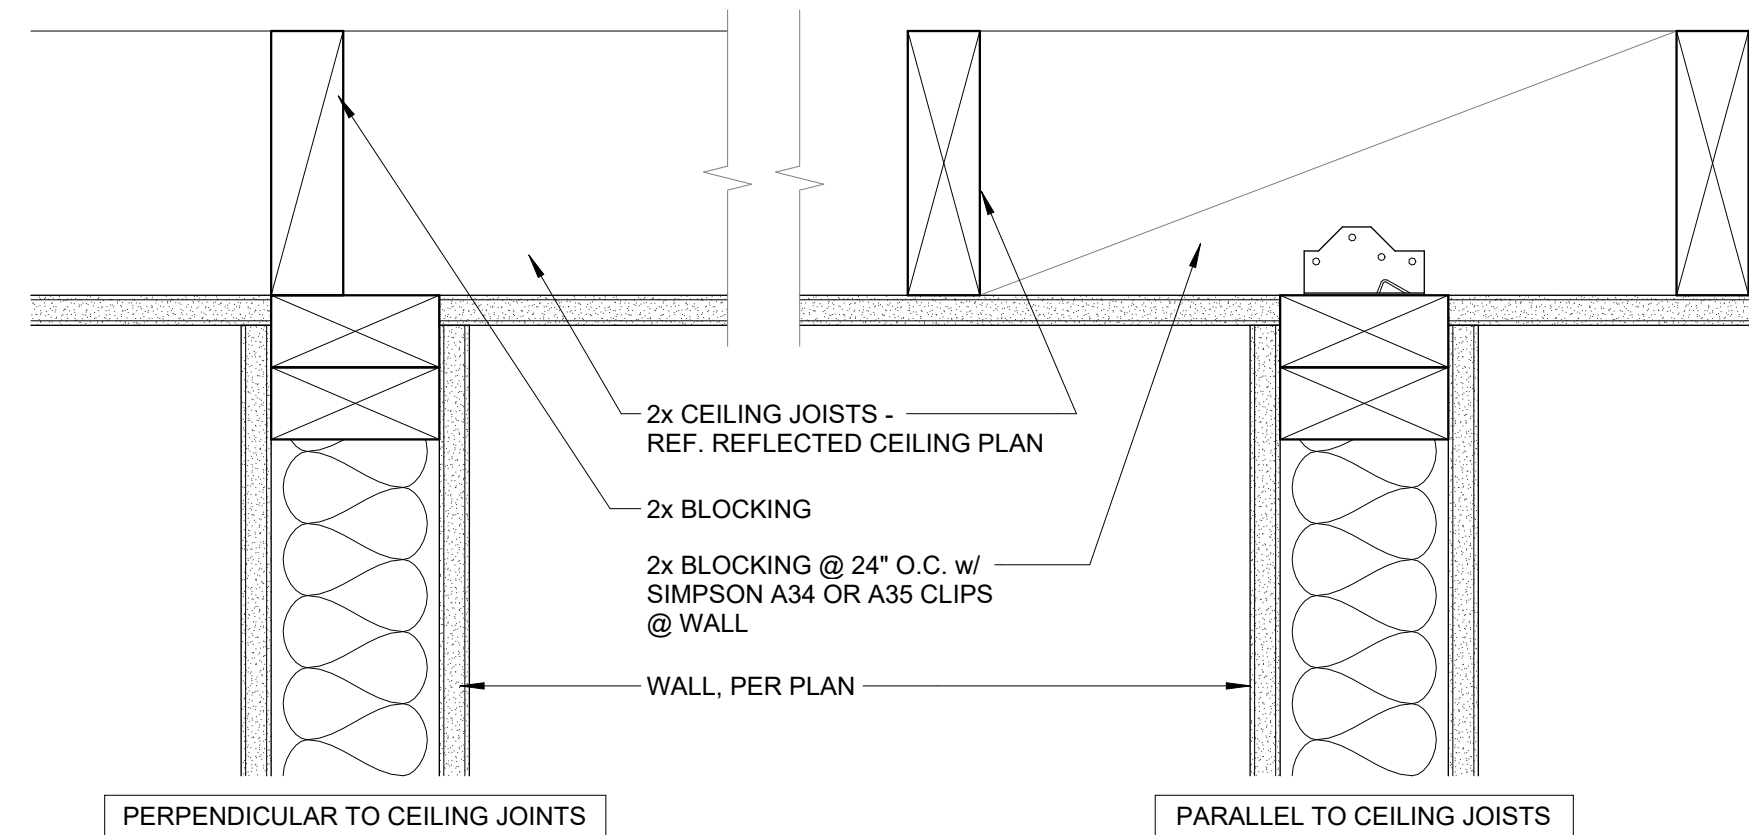 2x CEILING JOISTS -
REF. REFLECTED CEILING PLAN
2x BLOCKING
2x BLOCKING @ 24" O.C. w/
SIMPSON A34 OR A35 CLIPS
@ WALL
WALL, PER PLAN
PERPENDICULAR TO CEILING JOINTS
PARALLEL TO CEILING JOISTS